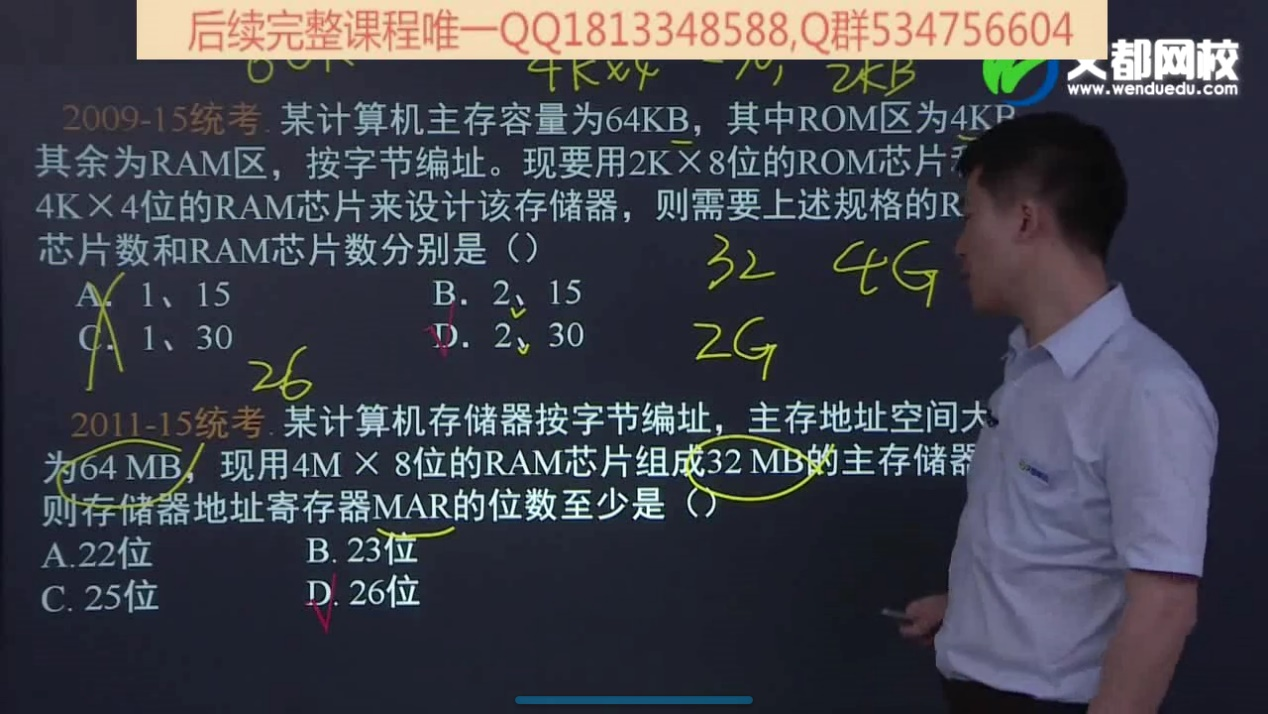 后续完整课程唯一QQ1813348588,Q群534756604
4K×4
2KB
文都网校
www.wenduedu.com
2009-15统考. 某计算机主存容量为64KB，其中ROM区为4KB
其余为RAM区，按字节编址。现要用2K×8位的ROM芯片
4K×4位的RAM芯片来设计该存储器，则需要上述规格的R
芯片数和RAM芯片数分别是（）
32 4G
A. 1、15 B. 2、15
C. 1、30 D. 2、30
2G
26
2011-15统考. 某计算机存储器按字节编址，主存地址空间大
为64 MB，现用4M × 8位的RAM芯片组成32 MB的主存储器
则存储器地址寄存器MAR的位数至少是（）
A.22位 B. 23位
C. 25位 D. 26位